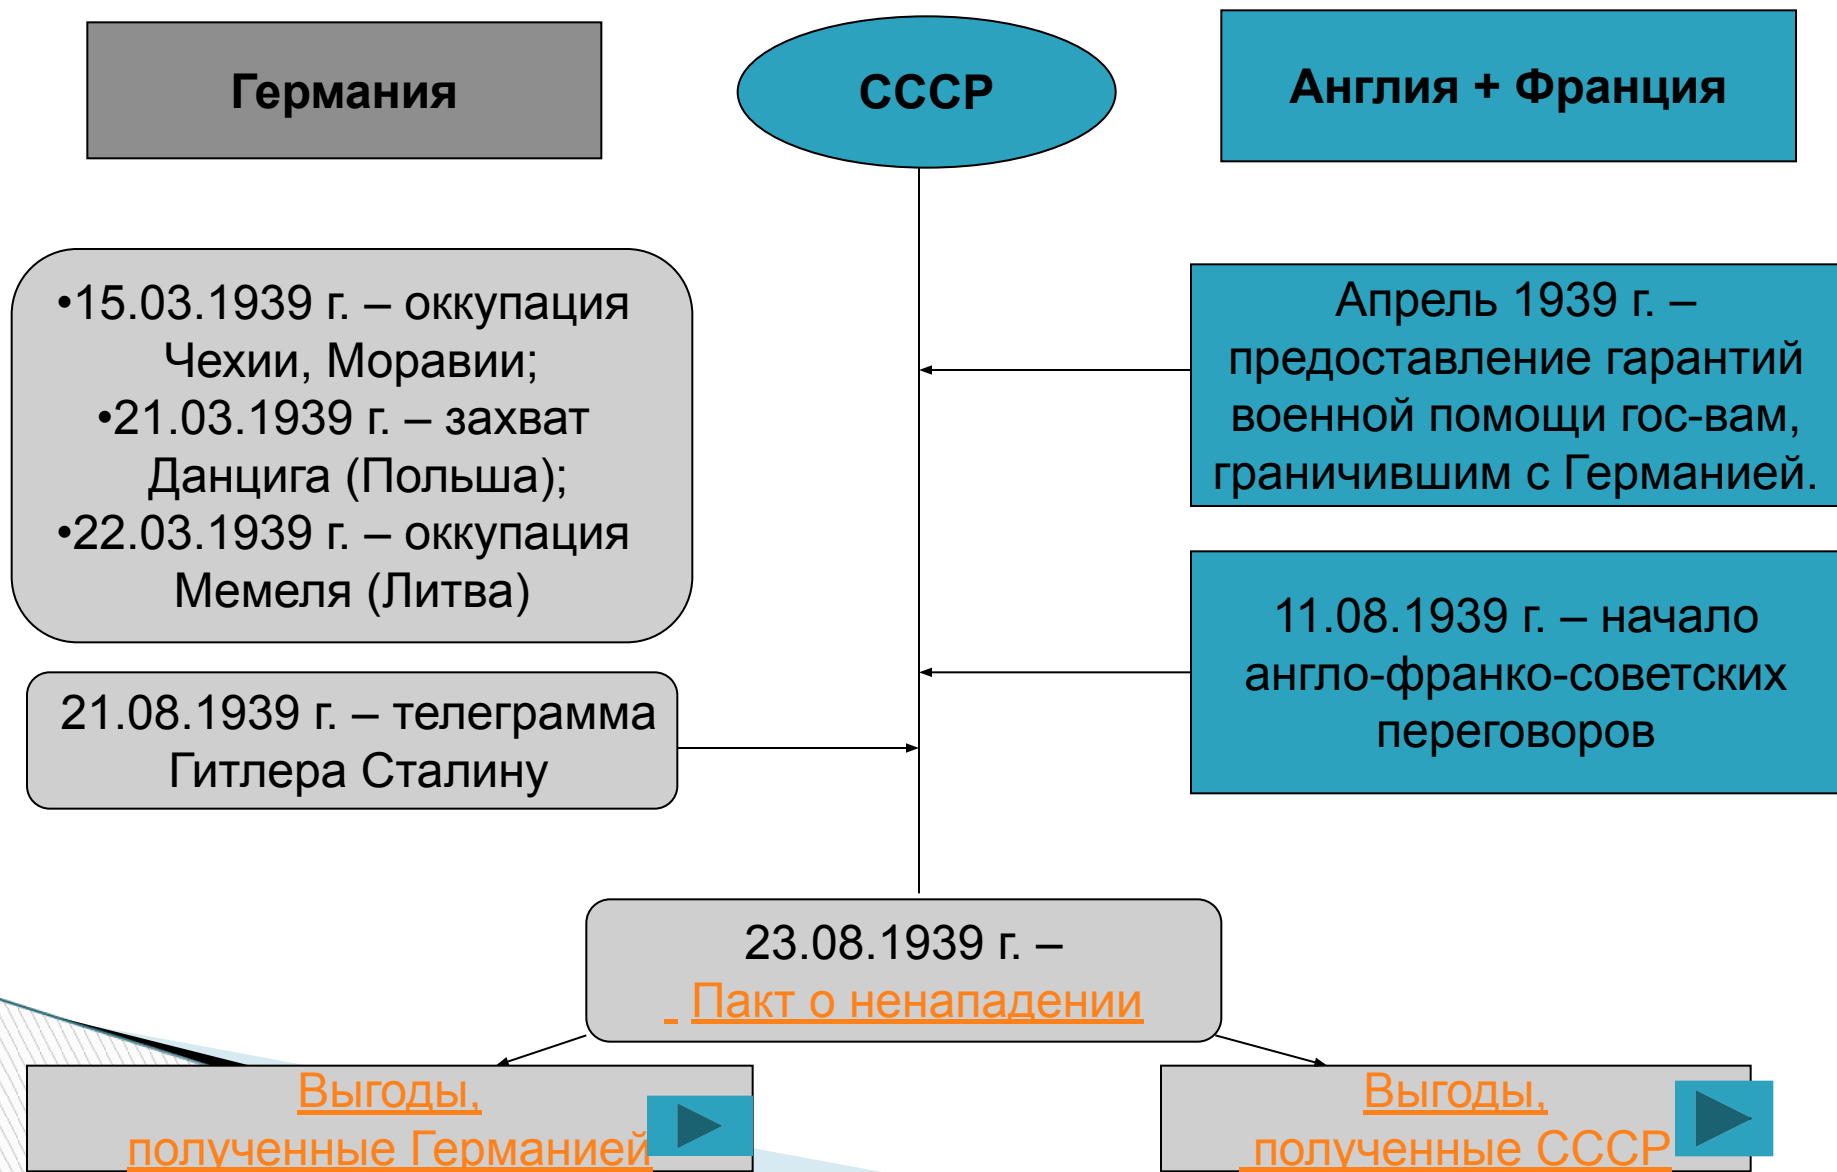 Германия
СССР
Англия + Франция
•15.03.1939 г. – оккупация
Чехии, Моравии;
•21.03.1939 г. – захват
Данцига (Польша);
•22.03.1939 г. – оккупация
Мемеля (Литва)
Апрель 1939 г. –
предоставление гарантий
военной помощи гос-вам,
граничившим с Германией.
11.08.1939 г. – начало
англо-франко-советских
переговоров
21.08.1939 г. – телеграмма
Гитлера Сталину
23.08.1939 г. –
Пакт о ненападении
Выгоды,
полученные Германией
Выгоды,
полученные СССР